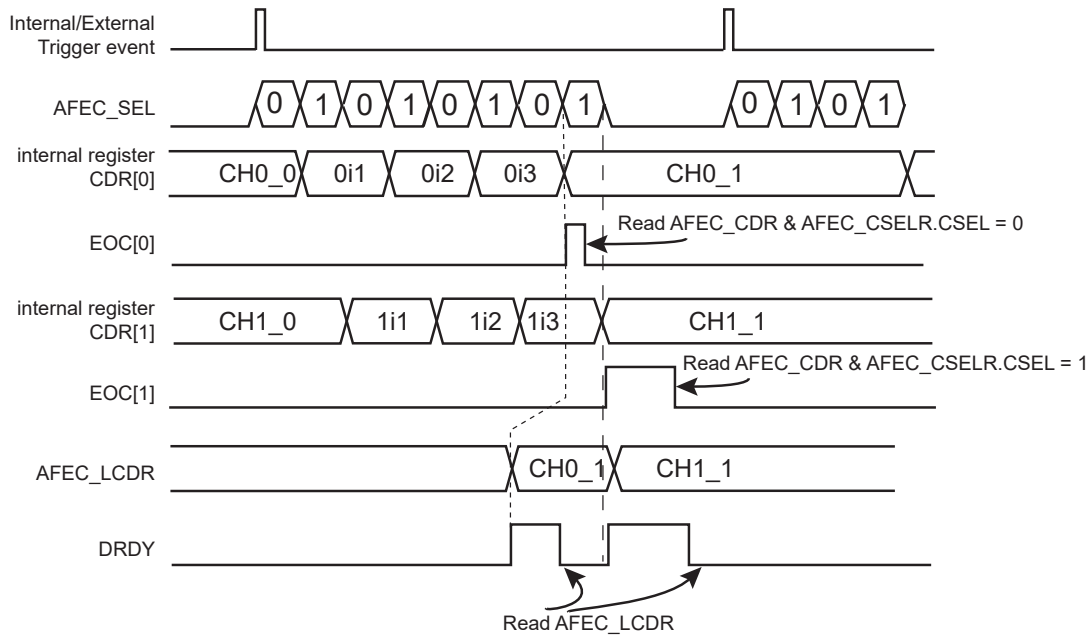 Internal/External
Trigger event
AFEC_SEL
0 1 0 1 0 1 0 1 0 1 0 1
internal register
CDR[0]
CH0_0 0i1 0i2 0i3 CH0_1
Read AFEC_CDR & AFEC_CSELR.CSEL = 0
EOC[0]
internal register
CDR[1]
CH1_0 1i1 1i2 1i3 CH1_1
Read AFEC_CDR & AFEC_CSELR.CSEL = 1
EOC[1]
AFEC_LCDR CH0_1 CH1_1
DRDY
Read AFEC_LCDR